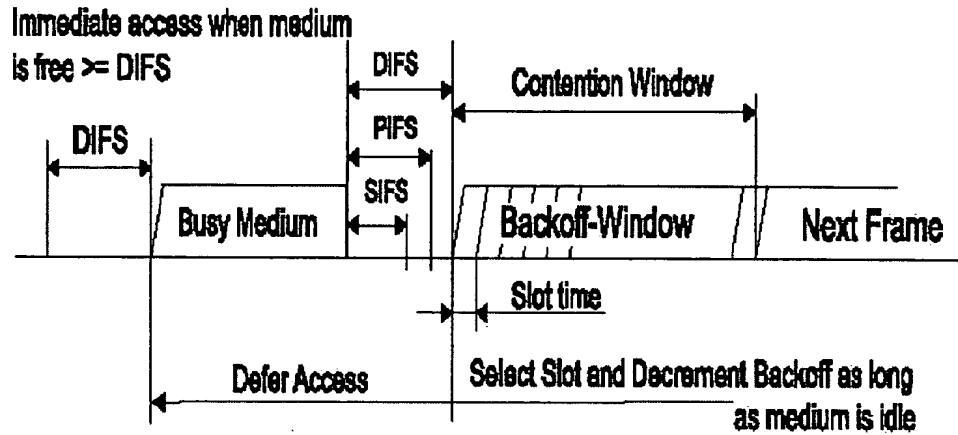 Immediate access when medium
is free >= DIFS
DIFS
DIFS
Contention Window
PIFS
SIFS
Busy Medium
Backoff-Window
Next Frame
Slot time
Defer Access
Select Slot and Decrement Backoff as long
as medium is idle